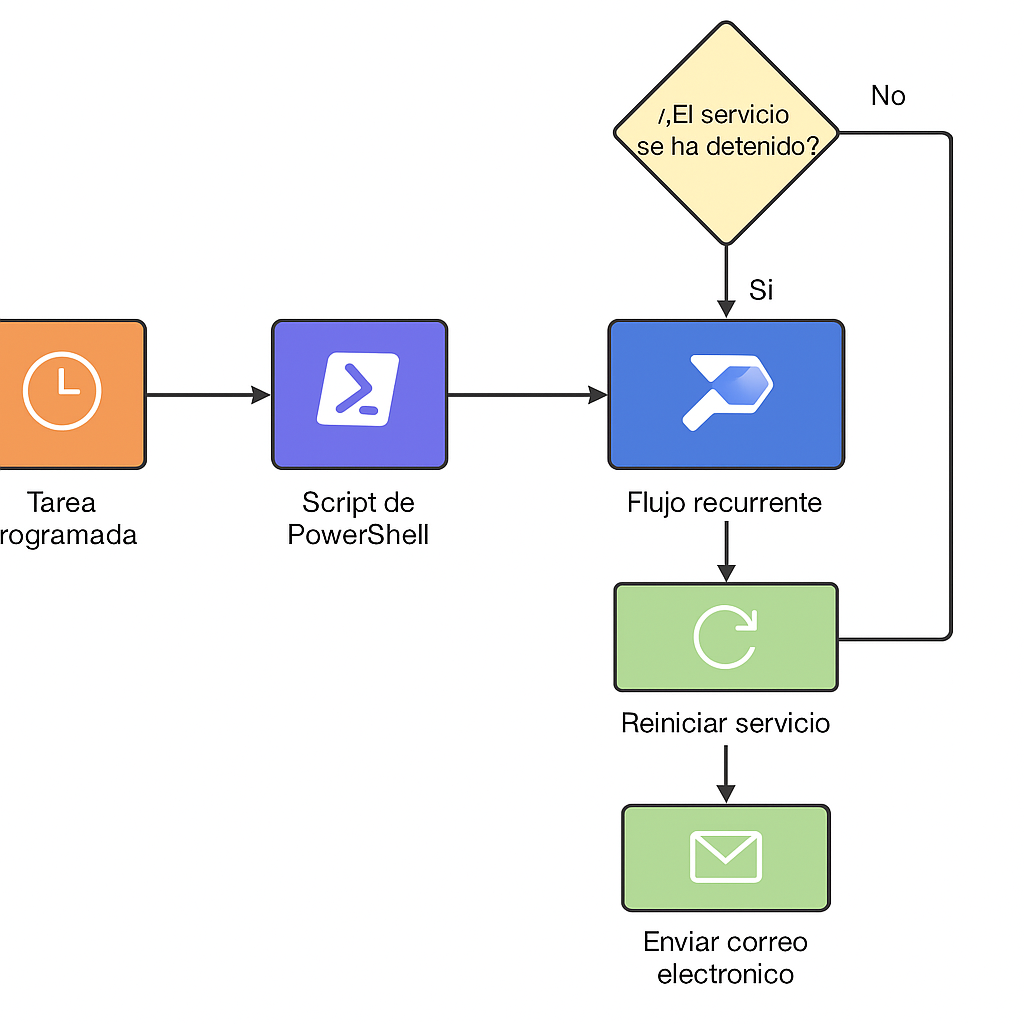 No
/,El servicio
se ha detenido?
Si
Tarea
rogramada
Script de
PowerShell
Flujo recurrente
Reiniciar servicio
Enviar correo
electronico